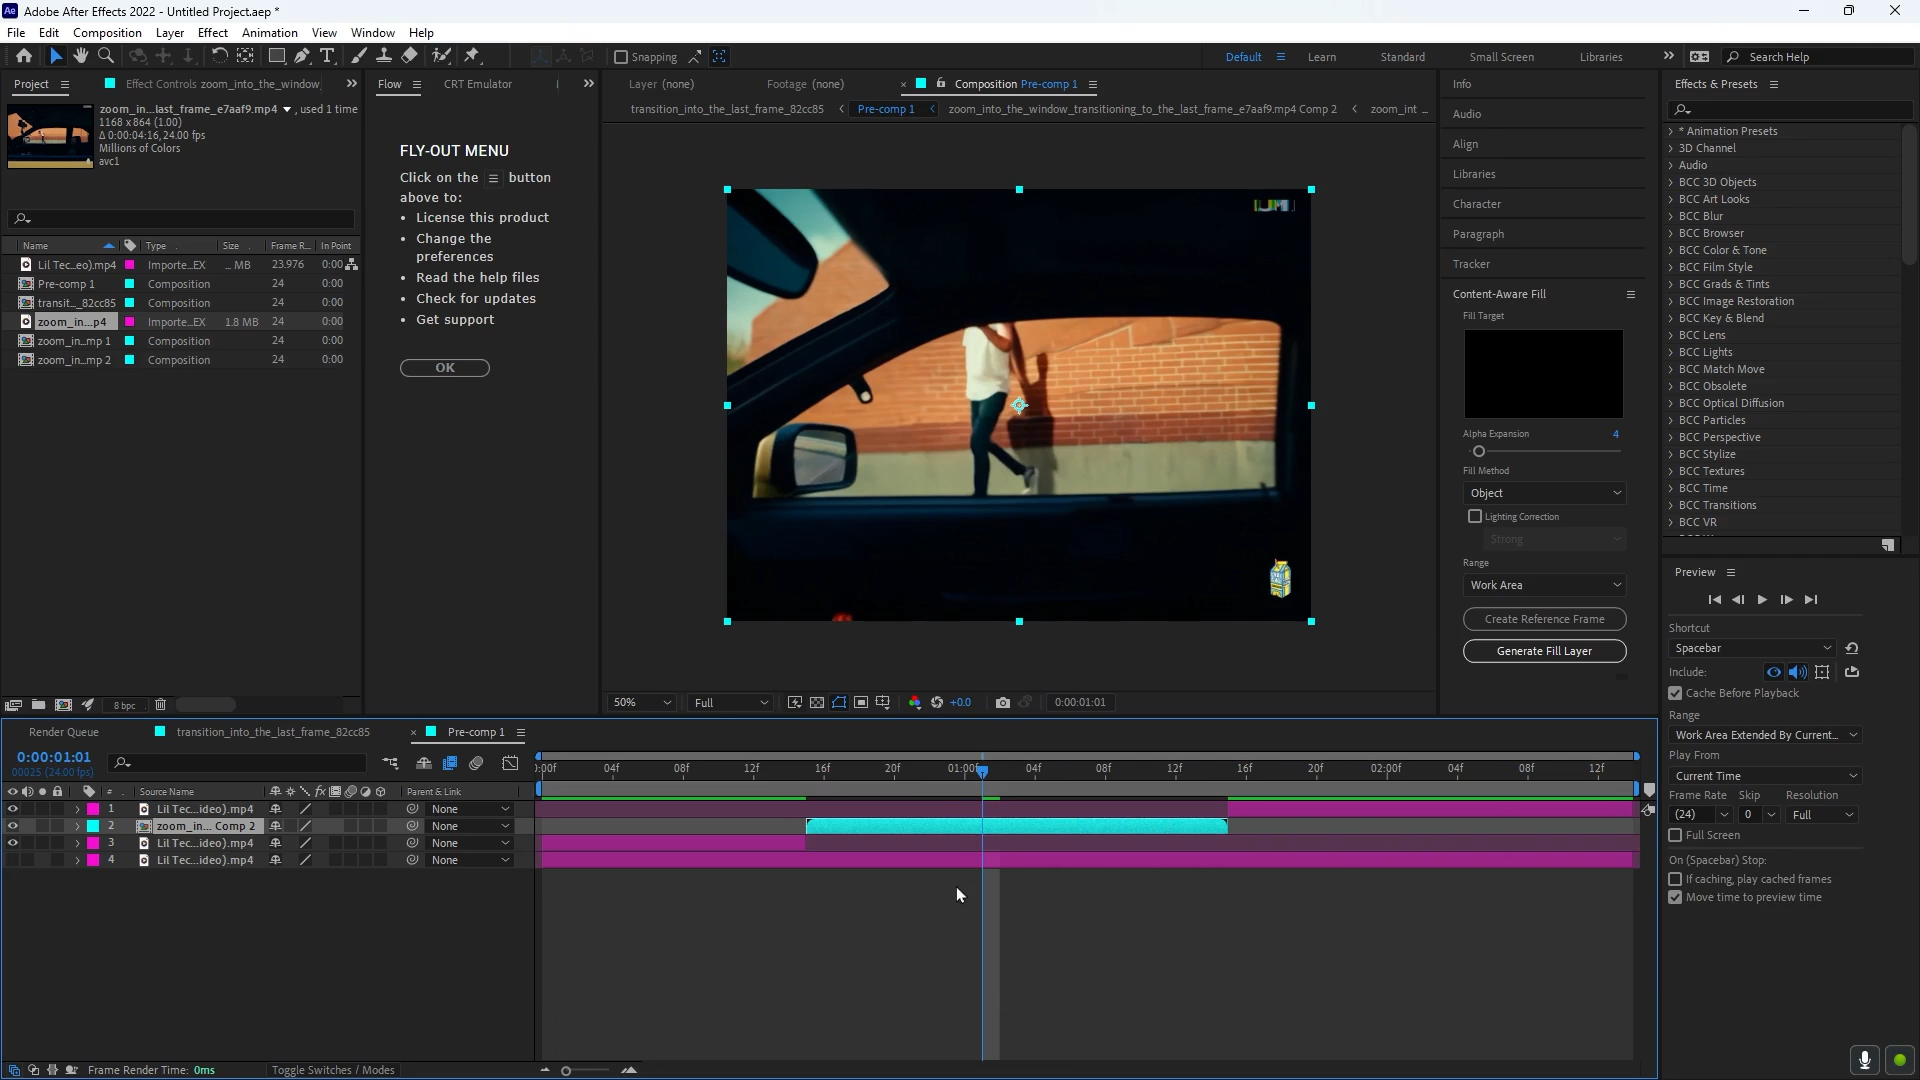 Adobe After Effects 2022 - Untitled Project.aep *
File Edit Composition Layer Effect Animation View Window Help
Snapping
Default Learn Standard Small Screen Libraries Search Help
Project Effect Controls zoom_into_the_window
zoom_in...last_frame_e7aaf9.mp4 , used 1 time
1168 x 864 (1.00)
Δ 0:00:04:16, 24.00 fps
Millions of Colors
avc1
Name Type Size Frame R... In Point
Lil Tec...eo).mp4 Importe...EX ... MB 23.976 0:00
Pre-comp 1 Composition 24 0:00
transit..._82cc85 Composition 24 0:00
zoom_in...p4 Importe...EX 1.8 MB 24 0:00
zoom_in...mp 1 Composition 24 0:00
zoom_in...mp 2 Composition 24 0:00
8 bpc
Flow CRT Emulator
FLY-OUT MENU
Click on the button
above to:
• License this product
• Change the
preferences
• Read the help files
• Check for updates
• Get support
OK
Layer (none) Footage (none) Composition Pre-comp 1
transition_into_the_last_frame_82cc85 Pre-comp 1 zoom_into_the_window_transitioning_to_the_last_frame_e7aaf9.mp4 Comp 2 zoom_int ...
50% Full +0.0 0:00:01:01
Info
Audio
Align
Libraries
Character
Paragraph
Tracker
Content-Aware Fill
Fill Target
Alpha Expansion 4
Fill Method
Object
Lighting Correction
Strong
Range
Work Area
Create Reference Frame
Generate Fill Layer
Effects & Presets
* Animation Presets
3D Channel
Audio
BCC 3D Objects
BCC Art Looks
BCC Blur
BCC Browser
BCC Color & Tone
BCC Film Style
BCC Grads & Tints
BCC Image Restoration
BCC Key & Blend
BCC Lens
BCC Lights
BCC Match Move
BCC Obsolete
BCC Optical Diffusion
BCC Particles
BCC Perspective
BCC Stylize
BCC Textures
BCC Time
BCC Transitions
BCC VR
Preview
Shortcut
Spacebar
Include:
Cache Before Playback
Range
Work Area Extended By Current...
Play From
Current Time
Frame Rate Skip Resolution
(24) 0 Full
Full Screen
On (Spacebar) Stop:
If caching, play cached frames
Move time to preview time
Render Queue transition_into_the_last_frame_82cc85 Pre-comp 1
0:00:01:01
00025 (24.00 fps)
# Source Name fx Parent & Link
:00f 04f 08f 12f 16f 20f 01:00f 04f 08f 12f 16f 20f 02:00f 04f 08f 12f
1 Lil Tec...ideo).mp4 None
2 zoom_in... Comp 2 None
3 Lil Tec...ideo).mp4 None
4 Lil Tec...ideo).mp4 None
Frame Render Time: 0ms Toggle Switches / Modes